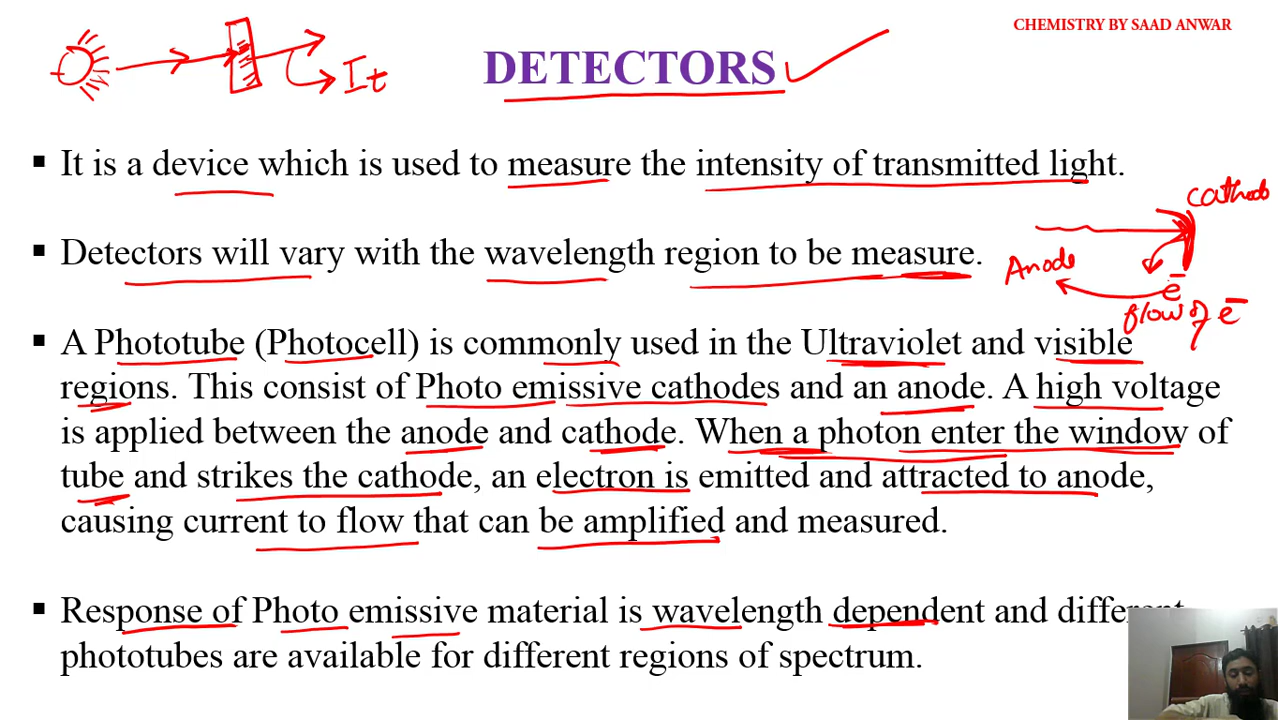 CHEMISTRY BY SAAD ANWAR
DETECTORS
It
▪ It is a device which is used to measure the intensity of transmitted light.
cathode
▪ Detectors will vary with the wavelength region to be measure.
Anode
e⁻
flow of e⁻
▪ A Phototube (Photocell) is commonly used in the Ultraviolet and visible
regions. This consist of Photo emissive cathodes and an anode. A high voltage
is applied between the anode and cathode. When a photon enter the window of
tube and strikes the cathode, an electron is emitted and attracted to anode,
causing current to flow that can be amplified and measured.
▪ Response of Photo emissive material is wavelength dependent and different
phototubes are available for different regions of spectrum.